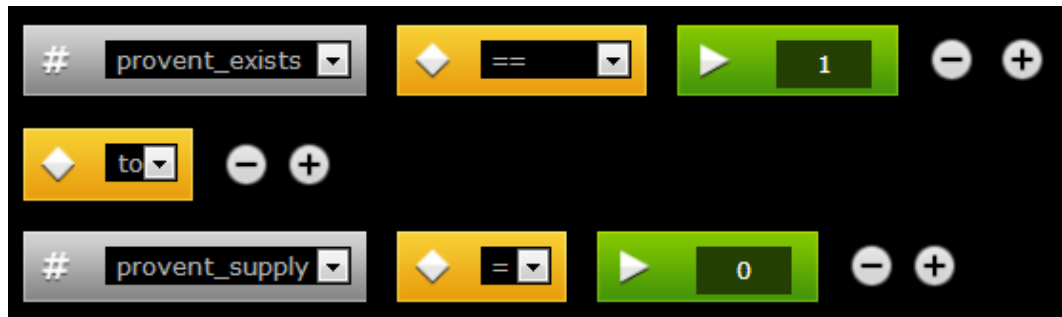 # provent_exists == 1
to
# provent_supply = 0